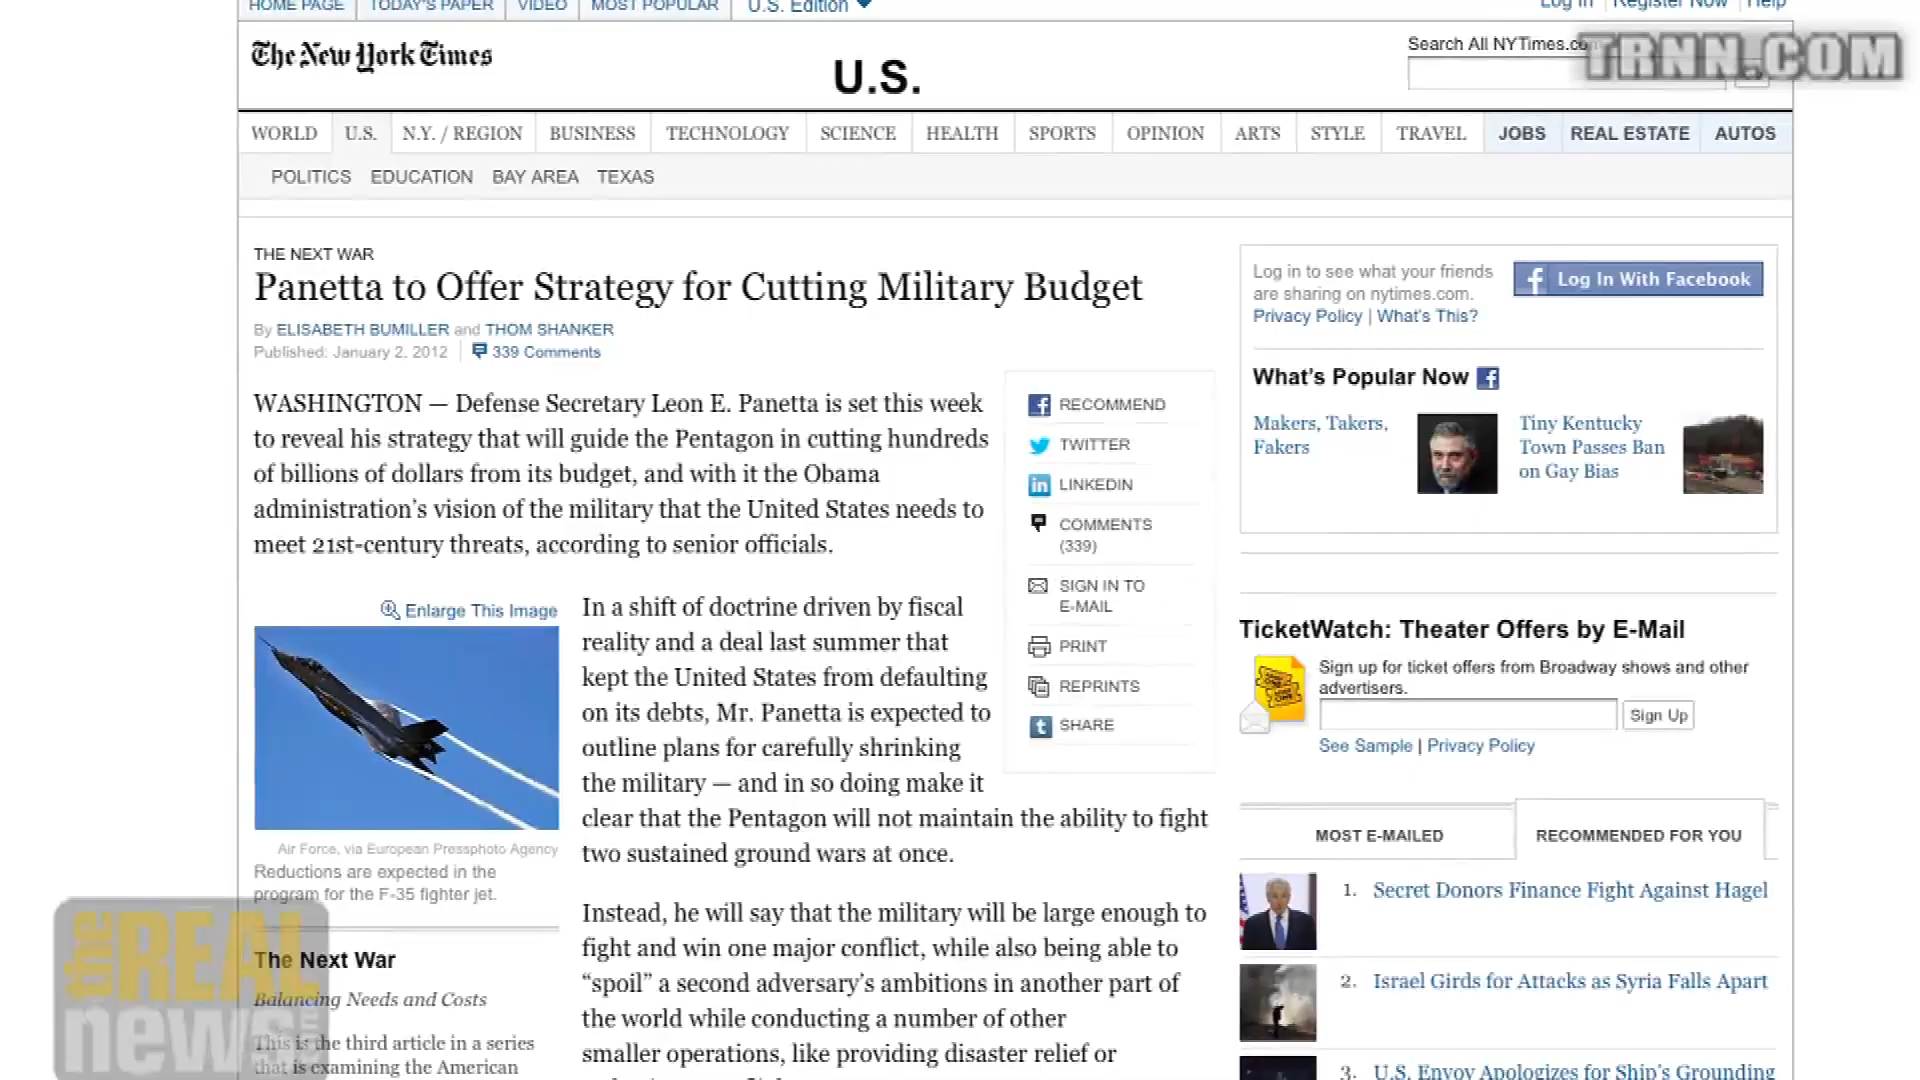 HOME PAGE TODAY'S PAPER VIDEO MOST POPULAR U.S. Edition
Log In Register Now Help
The New York Times
U.S.
Search All NYTimes.co
TRNN.COM
WORLD U.S. N.Y. / REGION BUSINESS TECHNOLOGY SCIENCE HEALTH SPORTS OPINION ARTS STYLE TRAVEL JOBS REAL ESTATE AUTOS
POLITICS EDUCATION BAY AREA TEXAS
THE NEXT WAR
Panetta to Offer Strategy for Cutting Military Budget
By ELISABETH BUMILLER and THOM SHANKER
Published: January 2, 2012 339 Comments
WASHINGTON — Defense Secretary Leon E. Panetta is set this week
to reveal his strategy that will guide the Pentagon in cutting hundreds
of billions of dollars from its budget, and with it the Obama
administration's vision of the military that the United States needs to
meet 21st-century threats, according to senior officials.
RECOMMEND
TWITTER
LINKEDIN
COMMENTS
(339)
SIGN IN TO
E-MAIL
PRINT
REPRINTS
SHARE
Enlarge This Image
Air Force, via European Pressphoto Agency
Reductions are expected in the
program for the F-35 fighter jet.
The Next War
Balancing Needs and Costs
This is the third article in a series
that is examining the American
In a shift of doctrine driven by fiscal
reality and a deal last summer that
kept the United States from defaulting
on its debts, Mr. Panetta is expected to
outline plans for carefully shrinking
the military — and in so doing make it
clear that the Pentagon will not maintain the ability to fight
two sustained ground wars at once.
Instead, he will say that the military will be large enough to
fight and win one major conflict, while also being able to
“spoil” a second adversary's ambitions in another part of
the world while conducting a number of other
smaller operations, like providing disaster relief or
Log in to see what your friends
are sharing on nytimes.com.
Privacy Policy | What's This?
Log In With Facebook
What's Popular Now
Makers, Takers,
Fakers
Tiny Kentucky
Town Passes Ban
on Gay Bias
TicketWatch: Theater Offers by E-Mail
Sign up for ticket offers from Broadway shows and other
advertisers.
Sign Up
See Sample | Privacy Policy
MOST E-MAILED RECOMMENDED FOR YOU
1. Secret Donors Finance Fight Against Hagel
2. Israel Girds for Attacks as Syria Falls Apart
3. U.S. Envoy Apologizes for Ship's Grounding
the
REAL
news